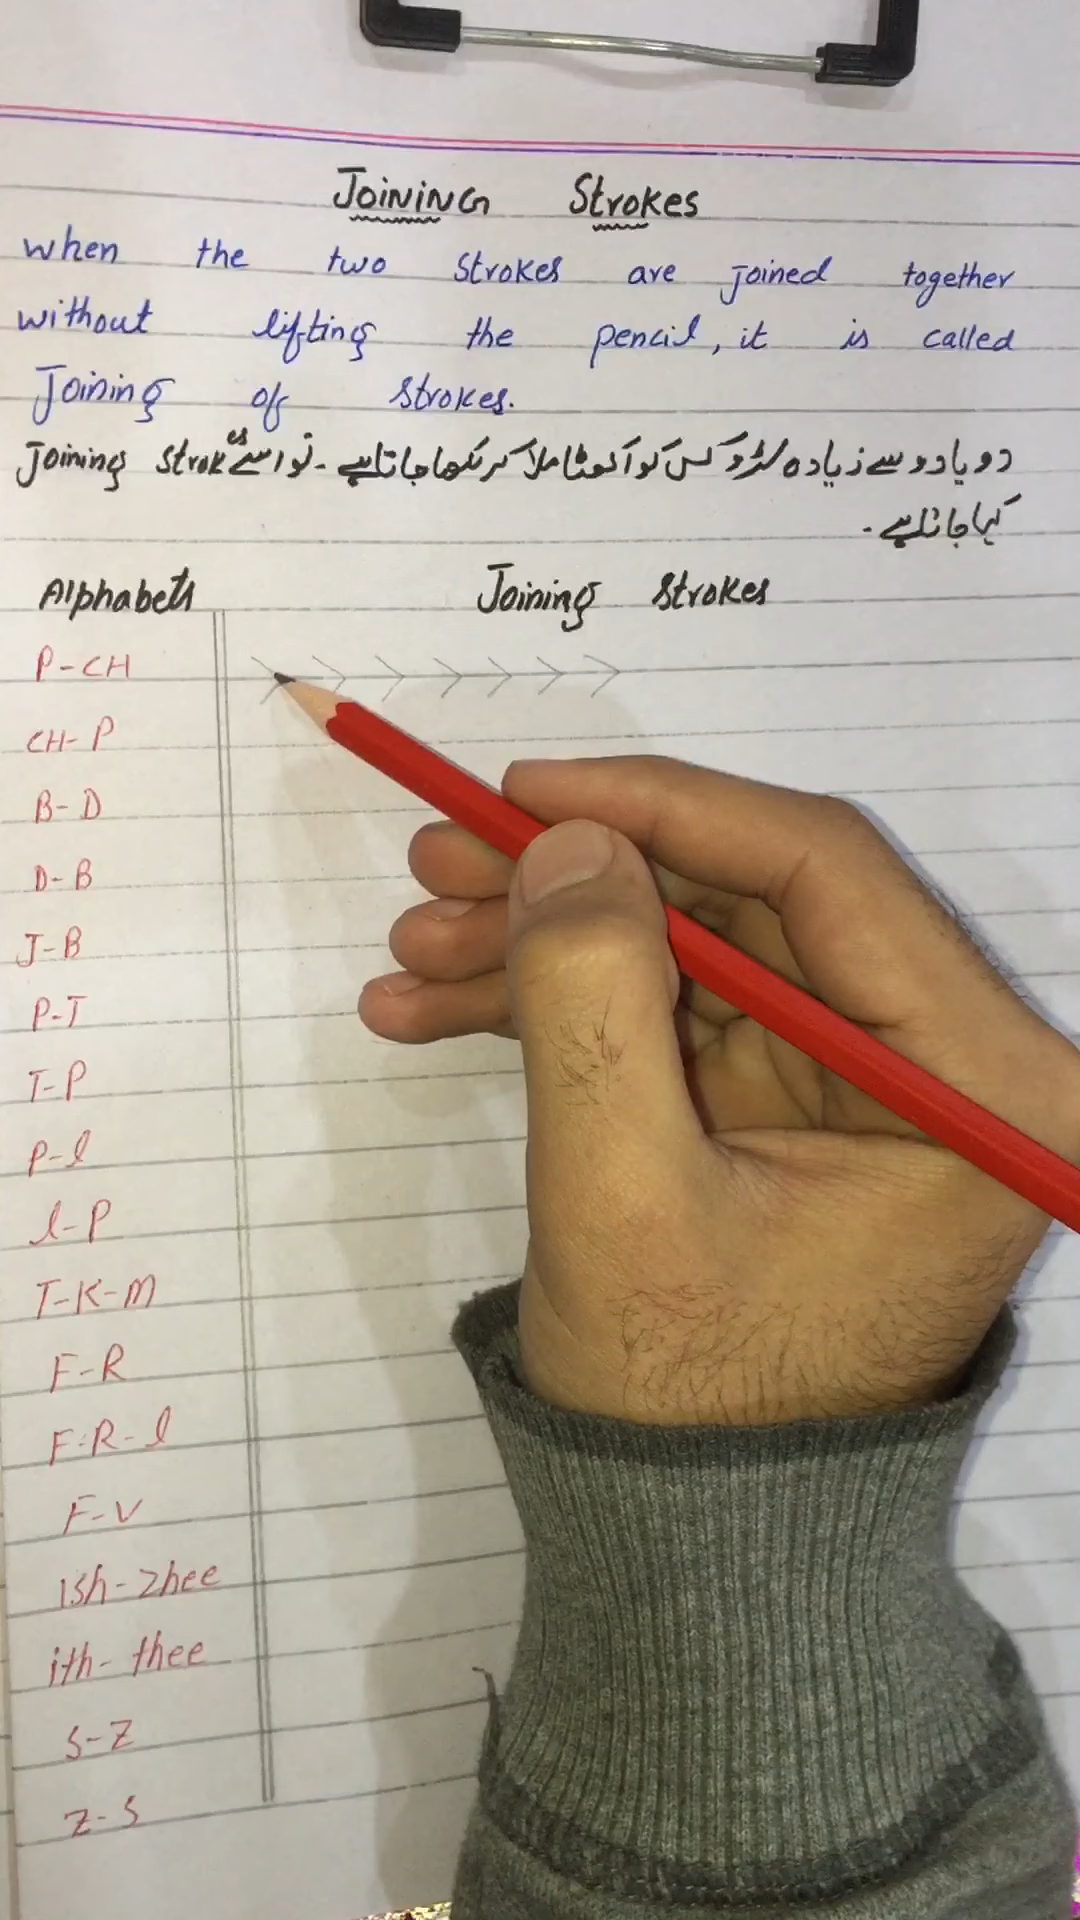 Joining Strokes
when the two strokes are joined together
without lifting the pencil, it is called
Joining of strokes.
دو یا دو سے زیادہ سٹروکس کو اکھٹا ملا کر لکھا جاتا ہے ۔ تو اسے Joining Strokes
کہا جاتا ہے ۔
Alphabets Joining Strokes
P-CH
CH-P
B-D
D-B
J-B
P-T
T-P
P-l
l-P
T-K-M
F-R
F-R-l
F-V
ish-zhee
ith-thee
S-Z
Z-S